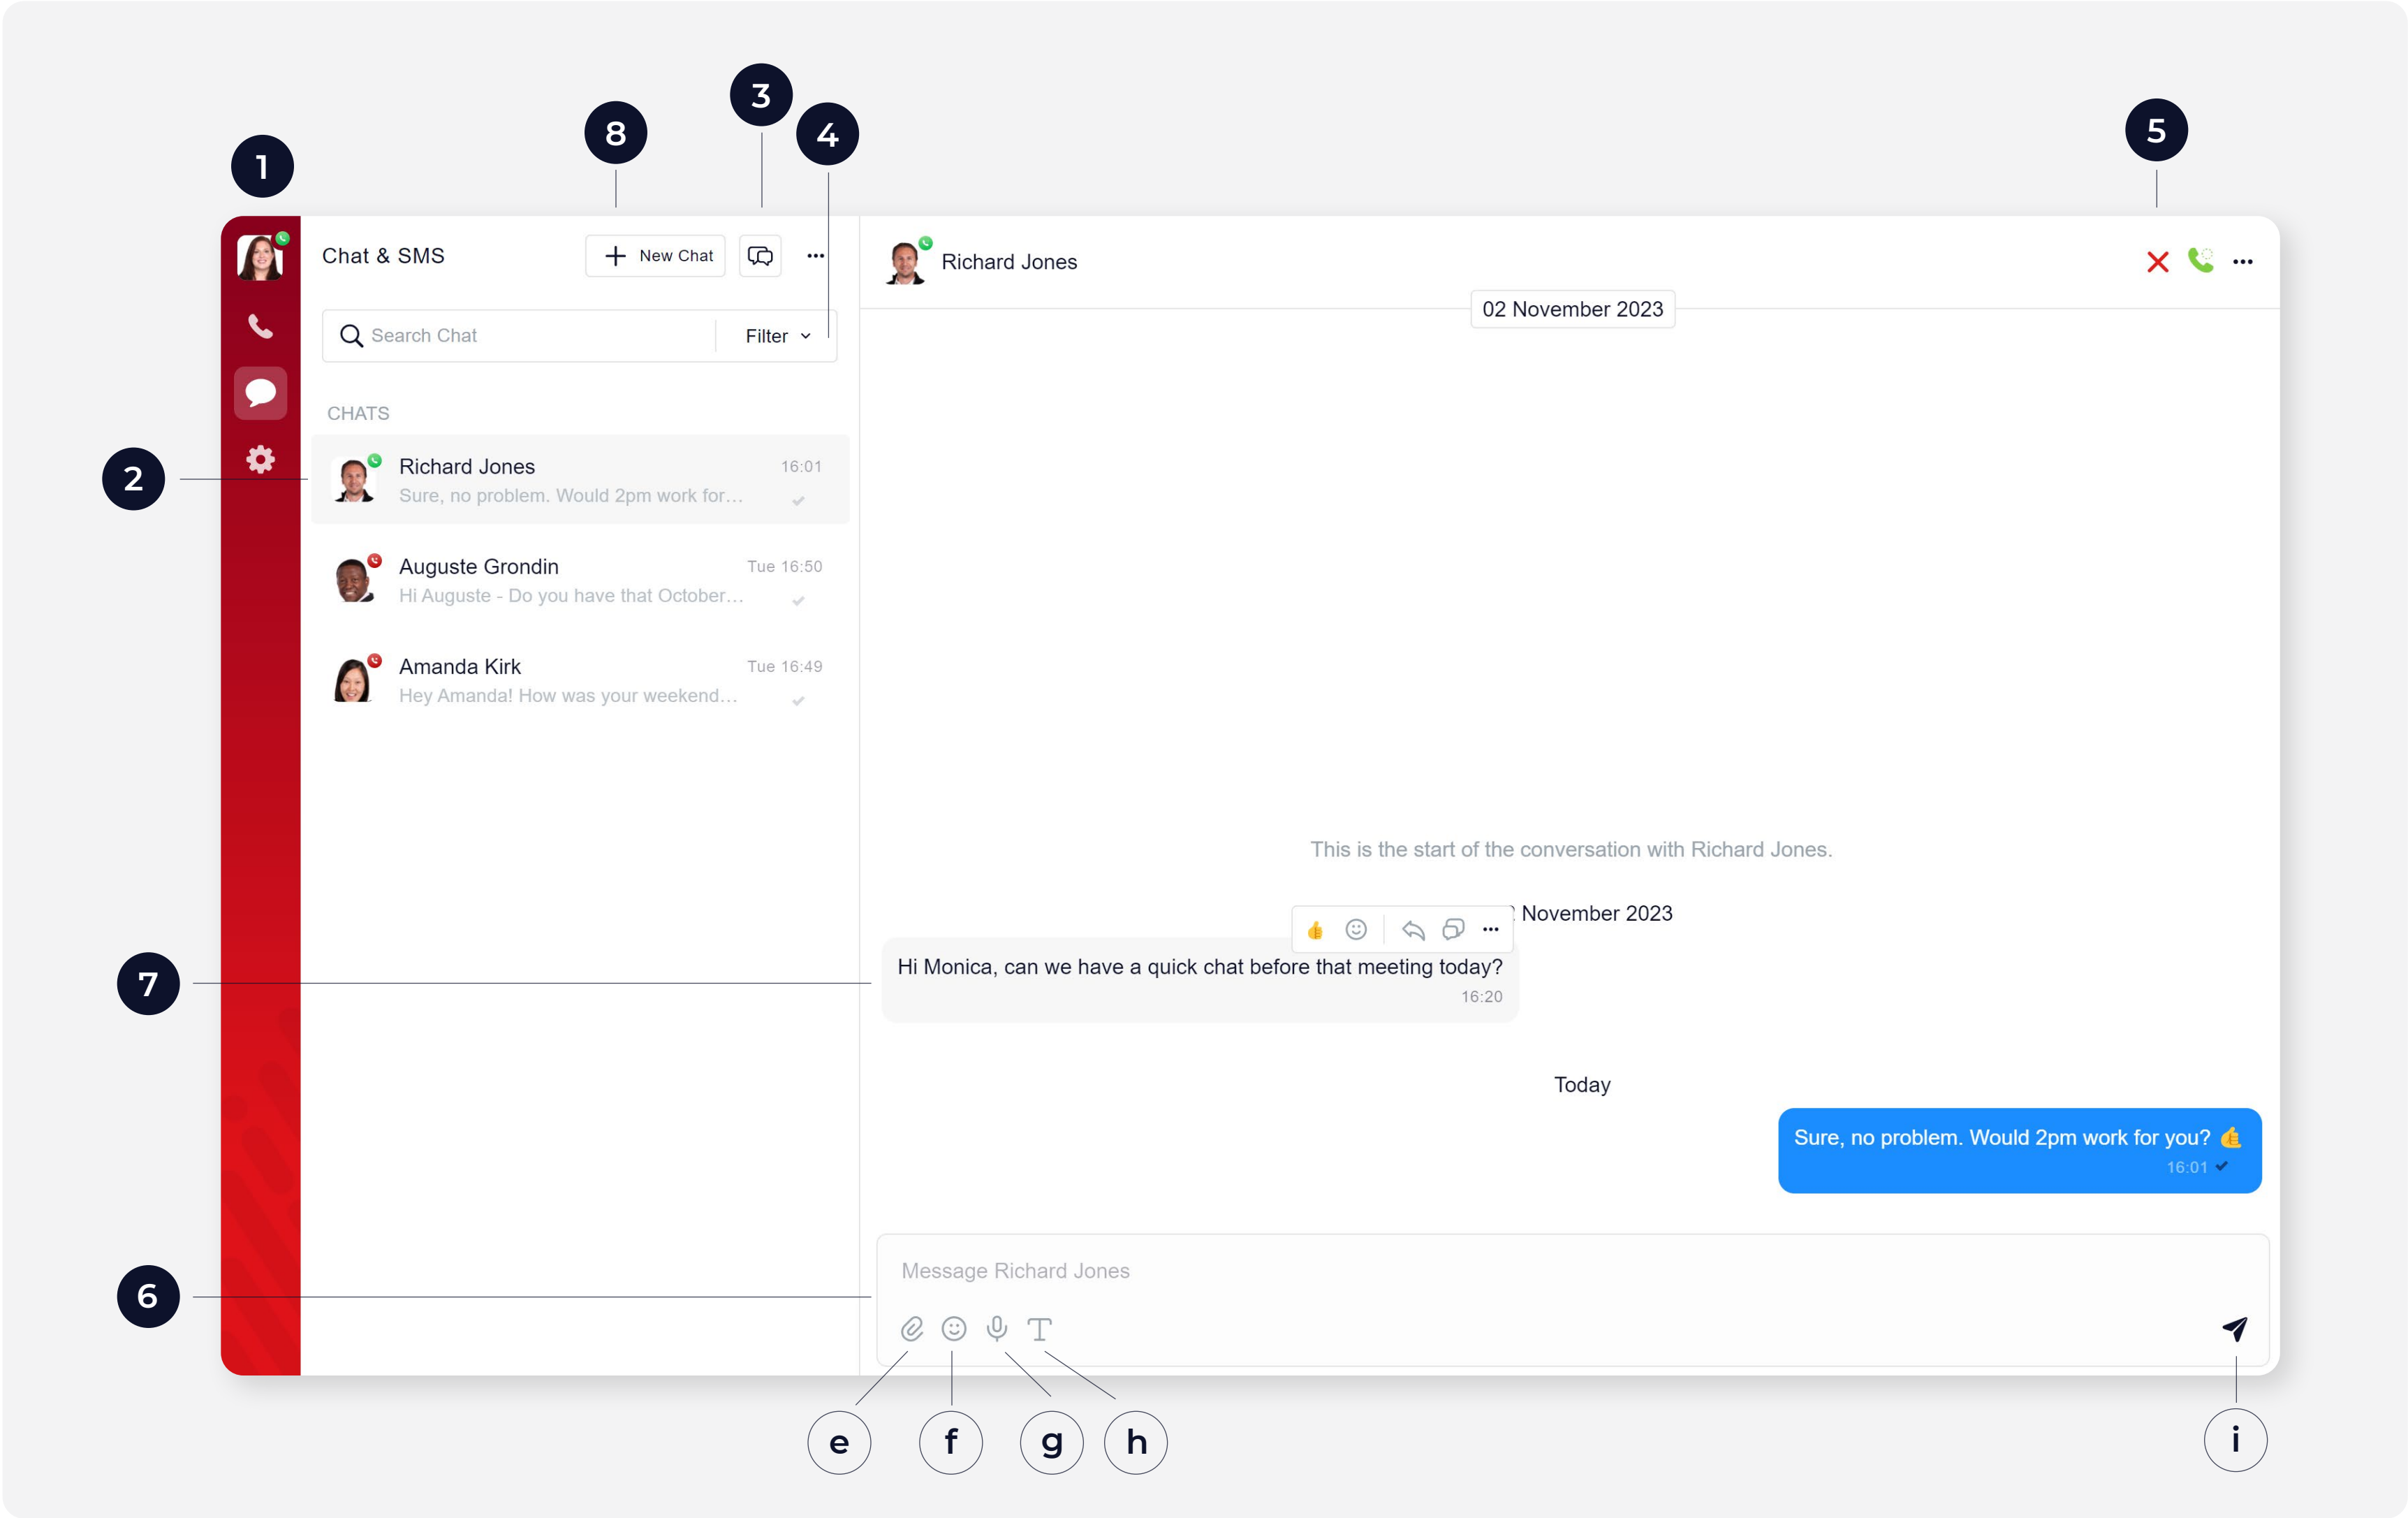 3
8
4
5
1
Chat & SMS
New Chat
Richard Jones
02 November 2023
Search Chat
Filter
CHATS
2
Richard Jones
16:01
Sure, no problem. Would 2pm work for...
Auguste Grondin
Tue 16:50
Hi Auguste - Do you have that October...
Amanda Kirk
Tue 16:49
Hey Amanda! How was your weekend...
This is the start of the conversation with Richard Jones.
November 2023
7
Hi Monica, can we have a quick chat before that meeting today?
16:20
Today
Sure, no problem. Would 2pm work for you? 👍
16:01
6
Message Richard Jones
T
e
f
g
h
i